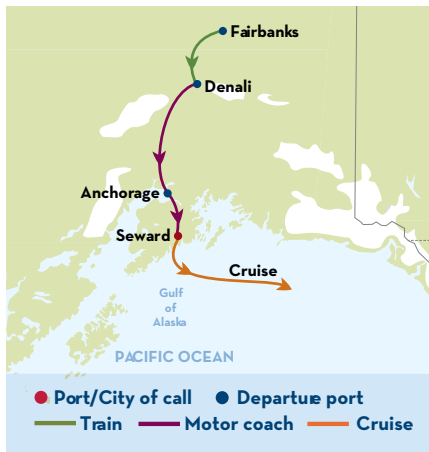 Fairbanks
Denali
Anchorage
Seward
Cruise
Gulf
of
Alaska
PACIFIC OCEAN
Port/City of call Departure port
Train Motor coach Cruise